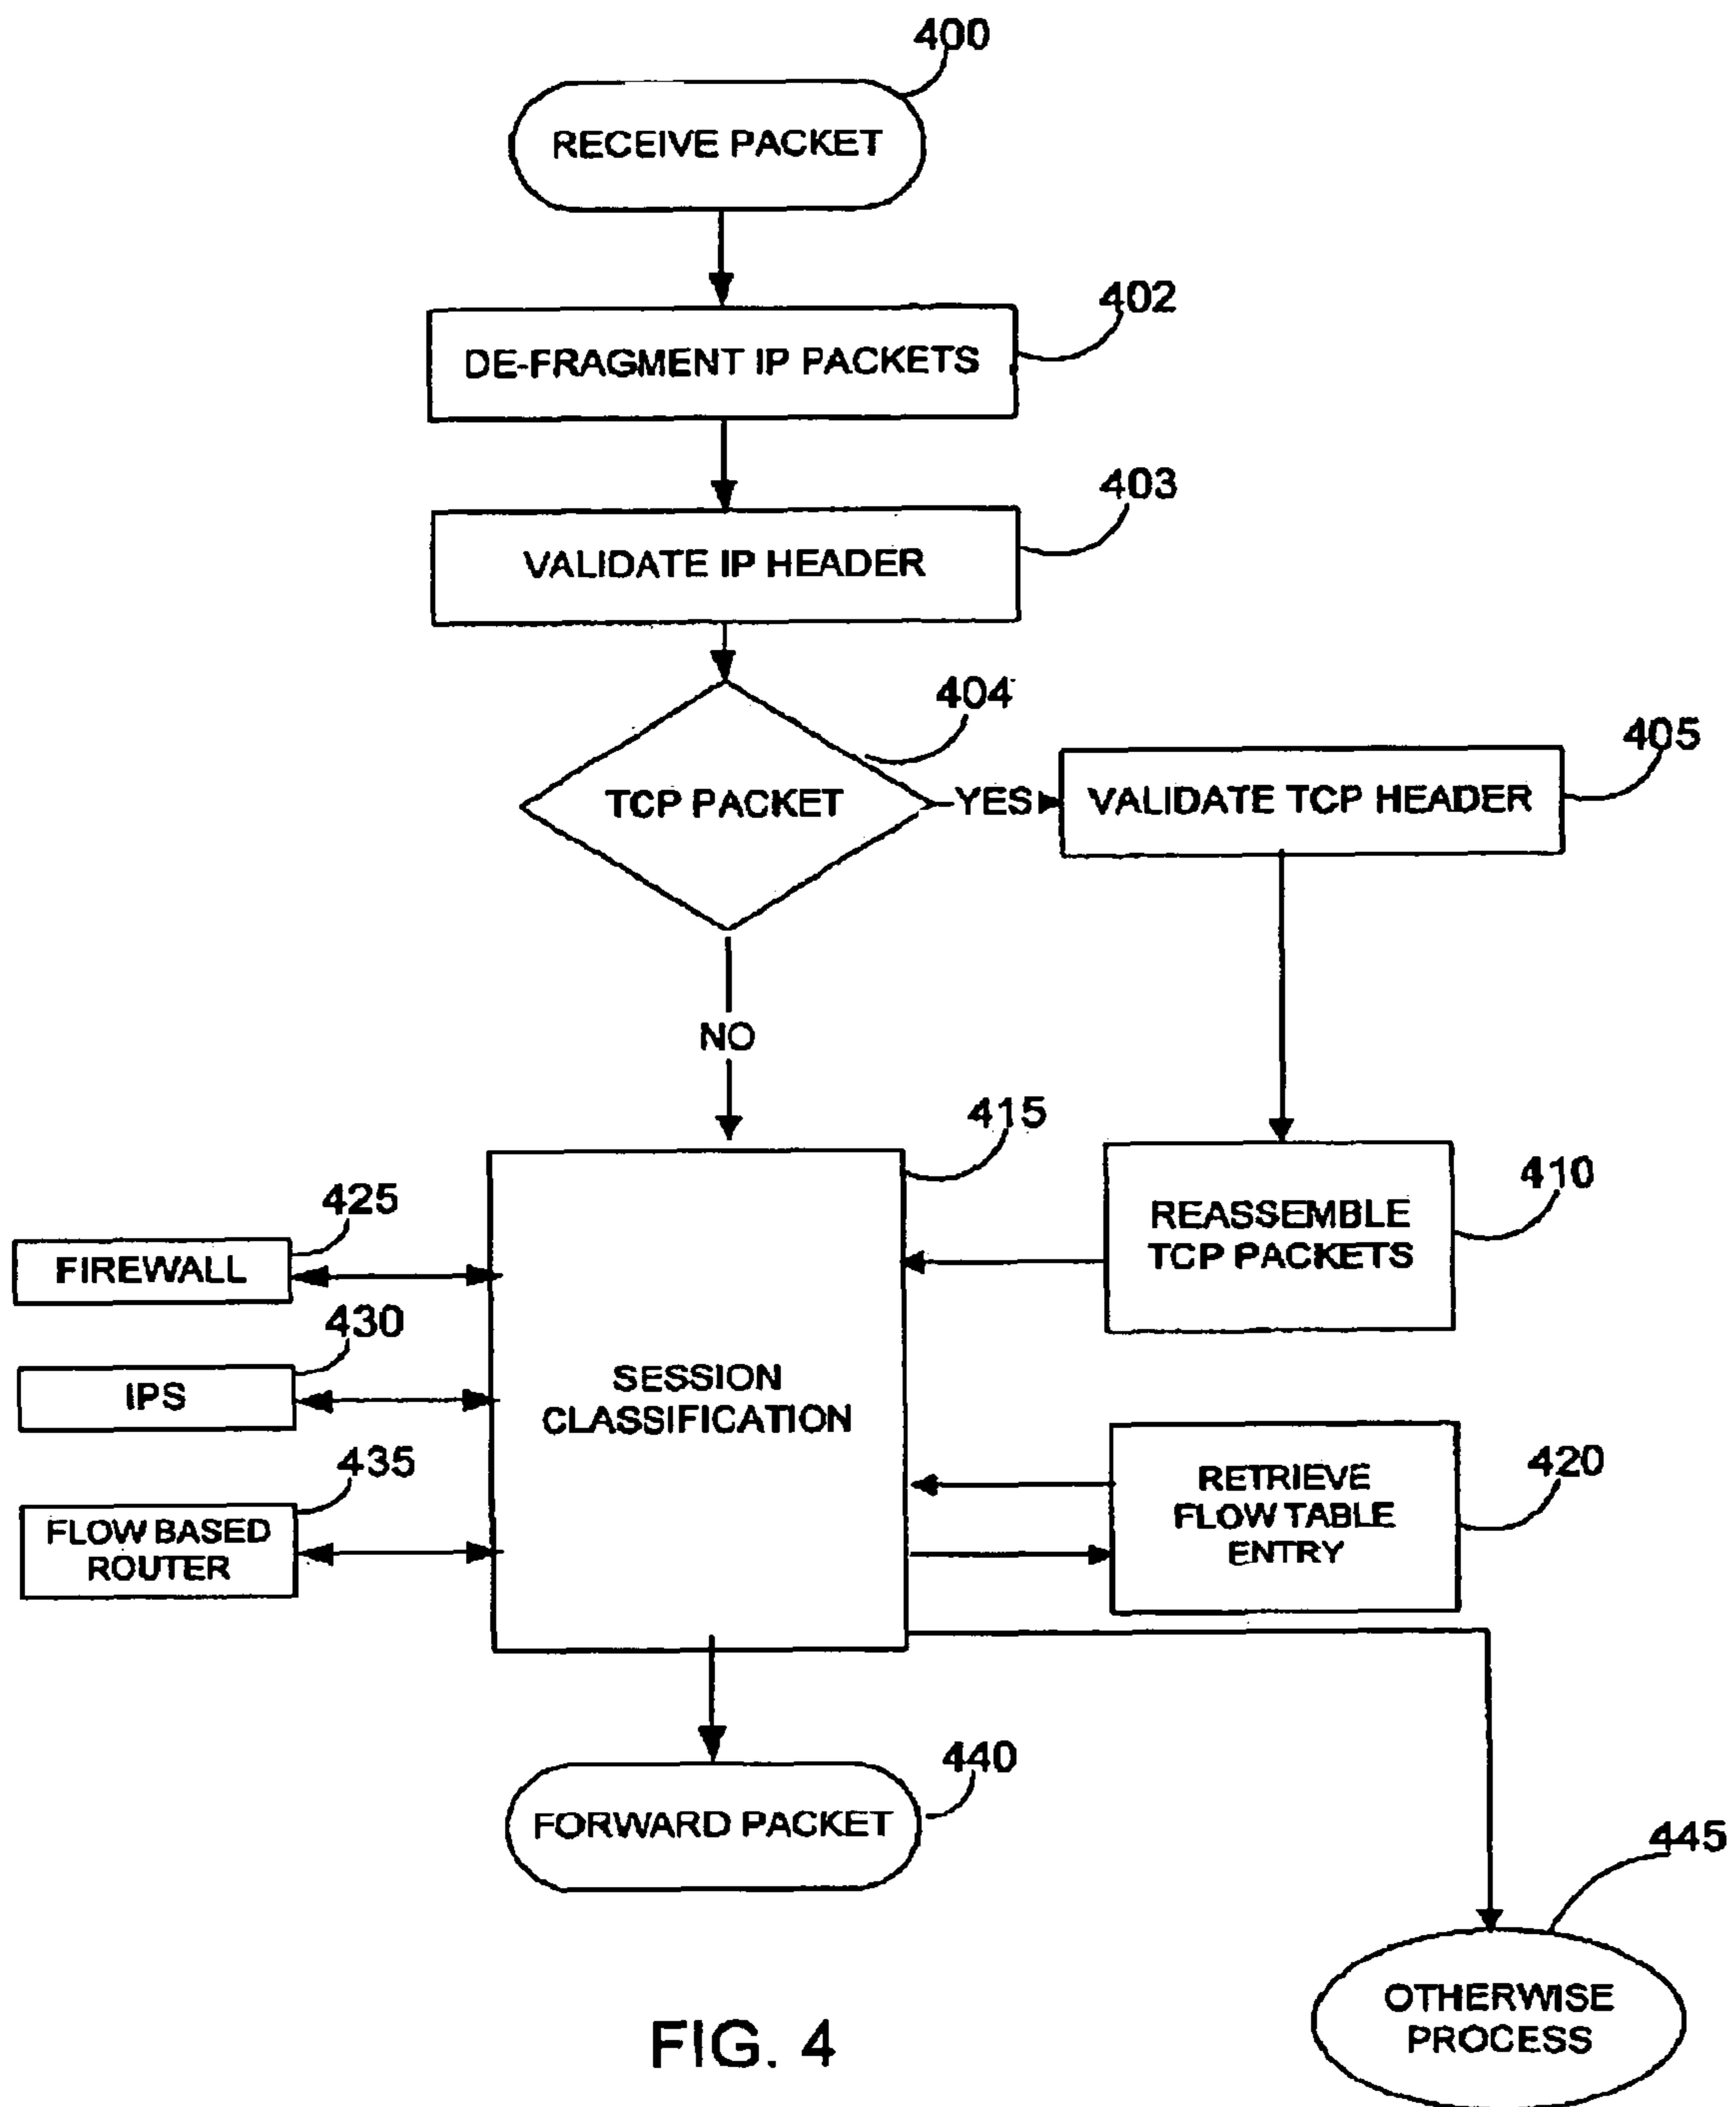 400
RECEIVE PACKET
402
DE-FRAGMENT IP PACKETS
403
VALIDATE IP HEADER
404
TCP PACKET
YES
405
VALIDATE TCP HEADER
NO
415
410
REASSEMBLE
TCP PACKETS
425
FIREWALL
430
IPS
SESSION
CLASSIFICATION
435
FLOW BASED
ROUTER
420
RETRIEVE
FLOW TABLE
ENTRY
440
FORWARD PACKET
445
OTHERWISE
PROCESS
FIG. 4